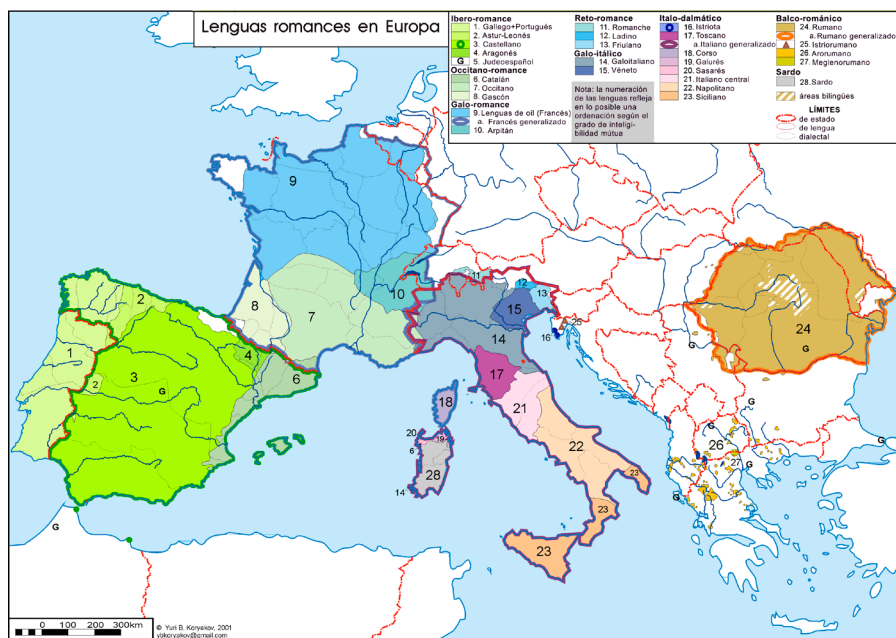 Lenguas romances en Europa
Ibero-romance
1. Gallego+Portugués
2. Astur-Leonés
3. Castellano
4. Aragonés
G 5. Judeoespañol
Occitano-romance
6. Catalán
7. Occitano
8. Gascón
Galo-romance
9. Lenguas de oil (Francés)
a. Francés generalizado
10. Arpitán
Reto-romance
11. Romanche
12. Ladino
13. Friulano
Galo-itálico
14. Galoitaliano
15. Véneto
Nota: la numeración
de las lenguas refleja
en lo posible una
ordenación según el
grado de inteligi-
bilidad mútua
Italo-dalmático
16. Istriota
17. Toscano
a. Italiano generalizado
18. Corso
19. Galurés
20. Sasarés
21. Italiano central
22. Napolitano
23. Siciliano
Balco-románico
24. Rumano
a. Rumano generalizado
25. Istriorumano
26. Arorumano
27. Meglenorumano
Sardo
28. Sardo
áreas bilingües
LÍMITES
de estado
de lengua
dialectal
9
11
12
13
10
15
2
8
7
16
25
14
24
G
G
1
3
4
2
6
G
17
18
21
G
20
19
26
6
22
27
G
28
23
G
14
23
G
23
0 100 200 300km
© Yuri B. Koryakov, 2001
ybkoryakov@gmail.com